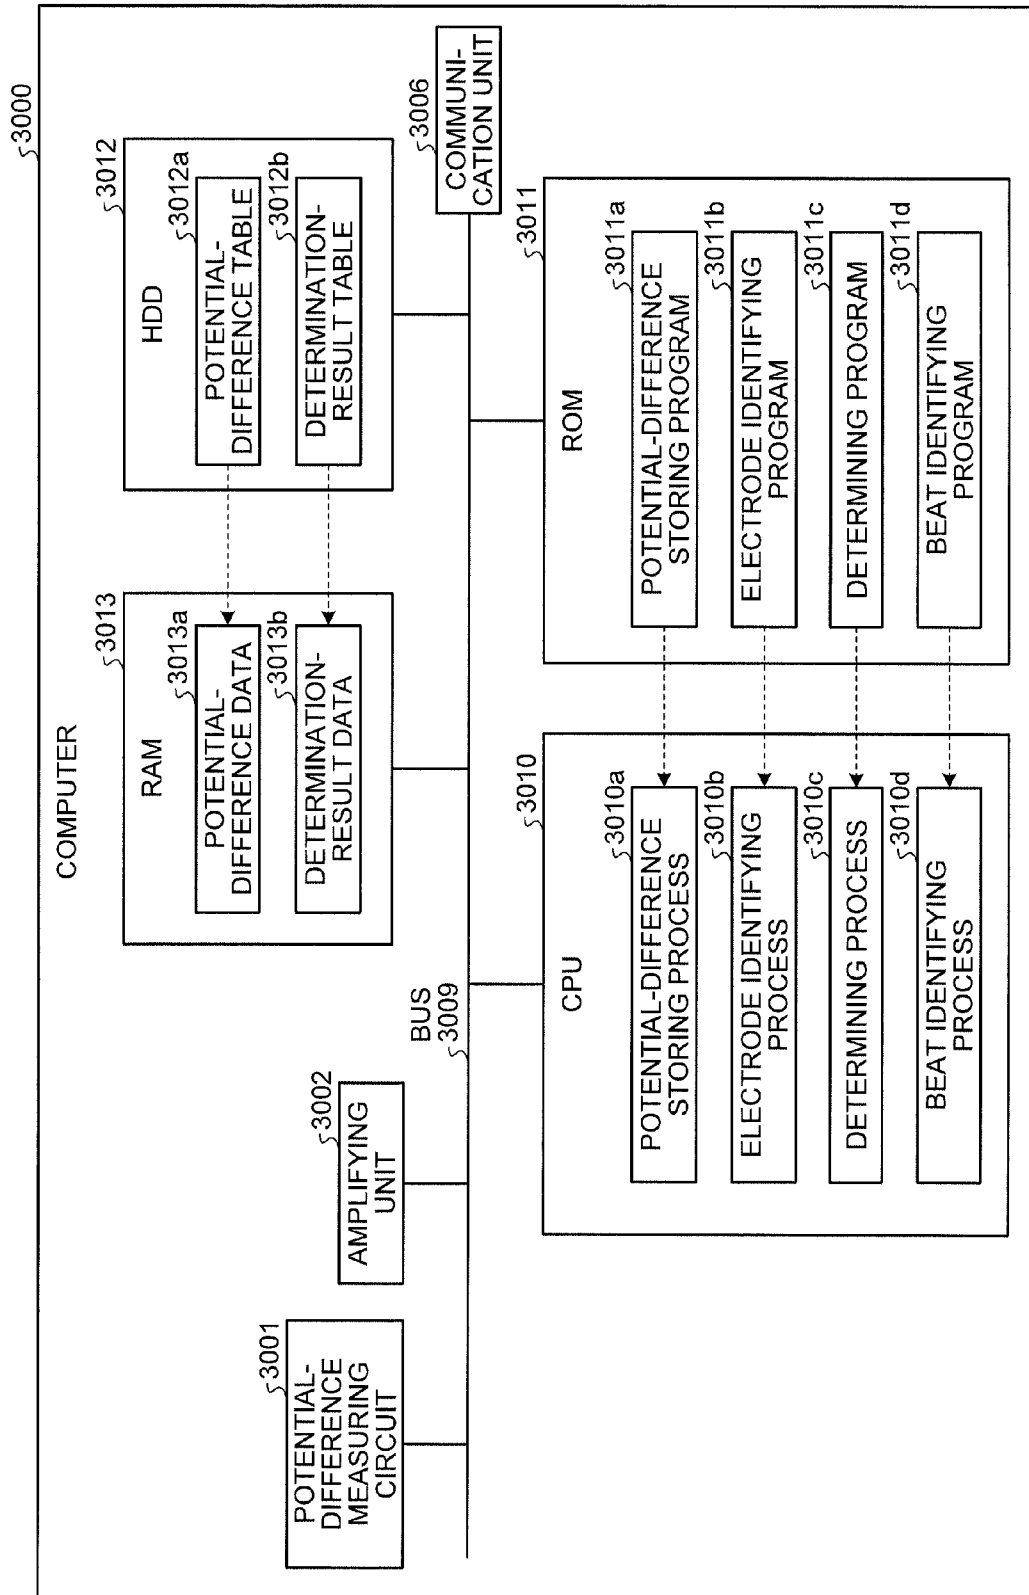 3000
COMPUTER
3001
POTENTIAL-
DIFFERENCE
MEASURING
CIRCUIT
3002
AMPLIFYING
UNIT
BUS
3009
3013
RAM
3013a
POTENTIAL-
DIFFERENCE DATA
3013b
DETERMINATION-
RESULT DATA
3012
HDD
3012a
POTENTIAL-
DIFFERENCE TABLE
3012b
DETERMINATION-
RESULT TABLE
3006
COMMUNI-
CATION UNIT
3010
CPU
3010a
POTENTIAL-DIFFERENCE
STORING PROCESS
3010b
ELECTRODE IDENTIFYING
PROCESS
3010c
DETERMINING PROCESS
3010d
BEAT IDENTIFYING
PROCESS
3011
ROM
3011a
POTENTIAL-DIFFERENCE
STORING PROGRAM
3011b
ELECTRODE IDENTIFYING
PROGRAM
3011c
DETERMINING PROGRAM
3011d
BEAT IDENTIFYING
PROGRAM